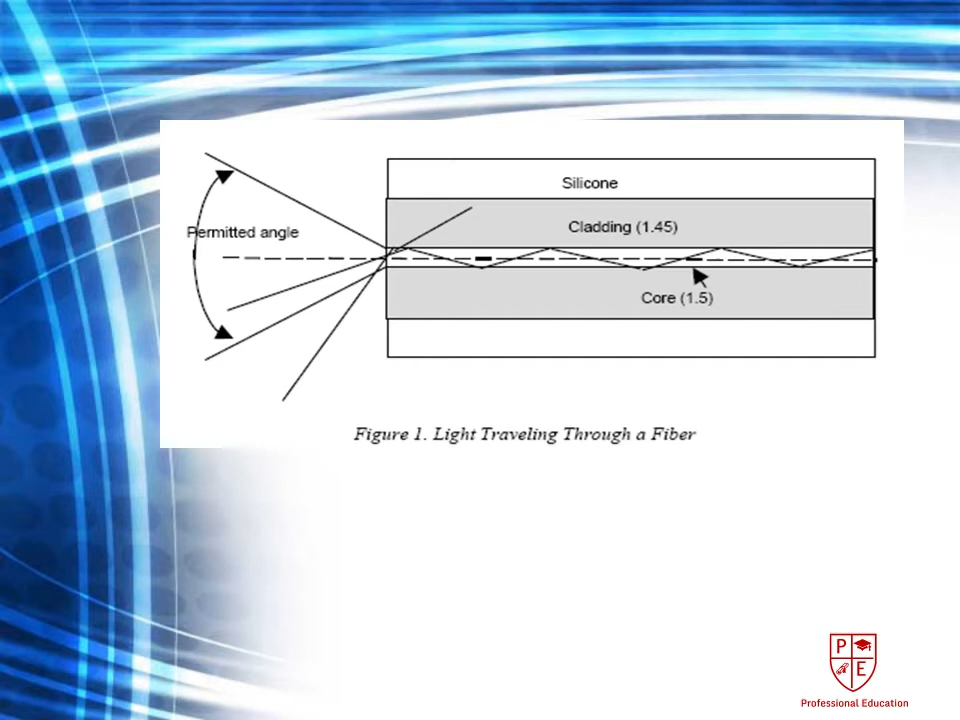 Silicone
Permitted angle
Cladding (1.45)
Core (1.5)
Figure 1. Light Traveling Through a Fiber
P
E
Professional Education